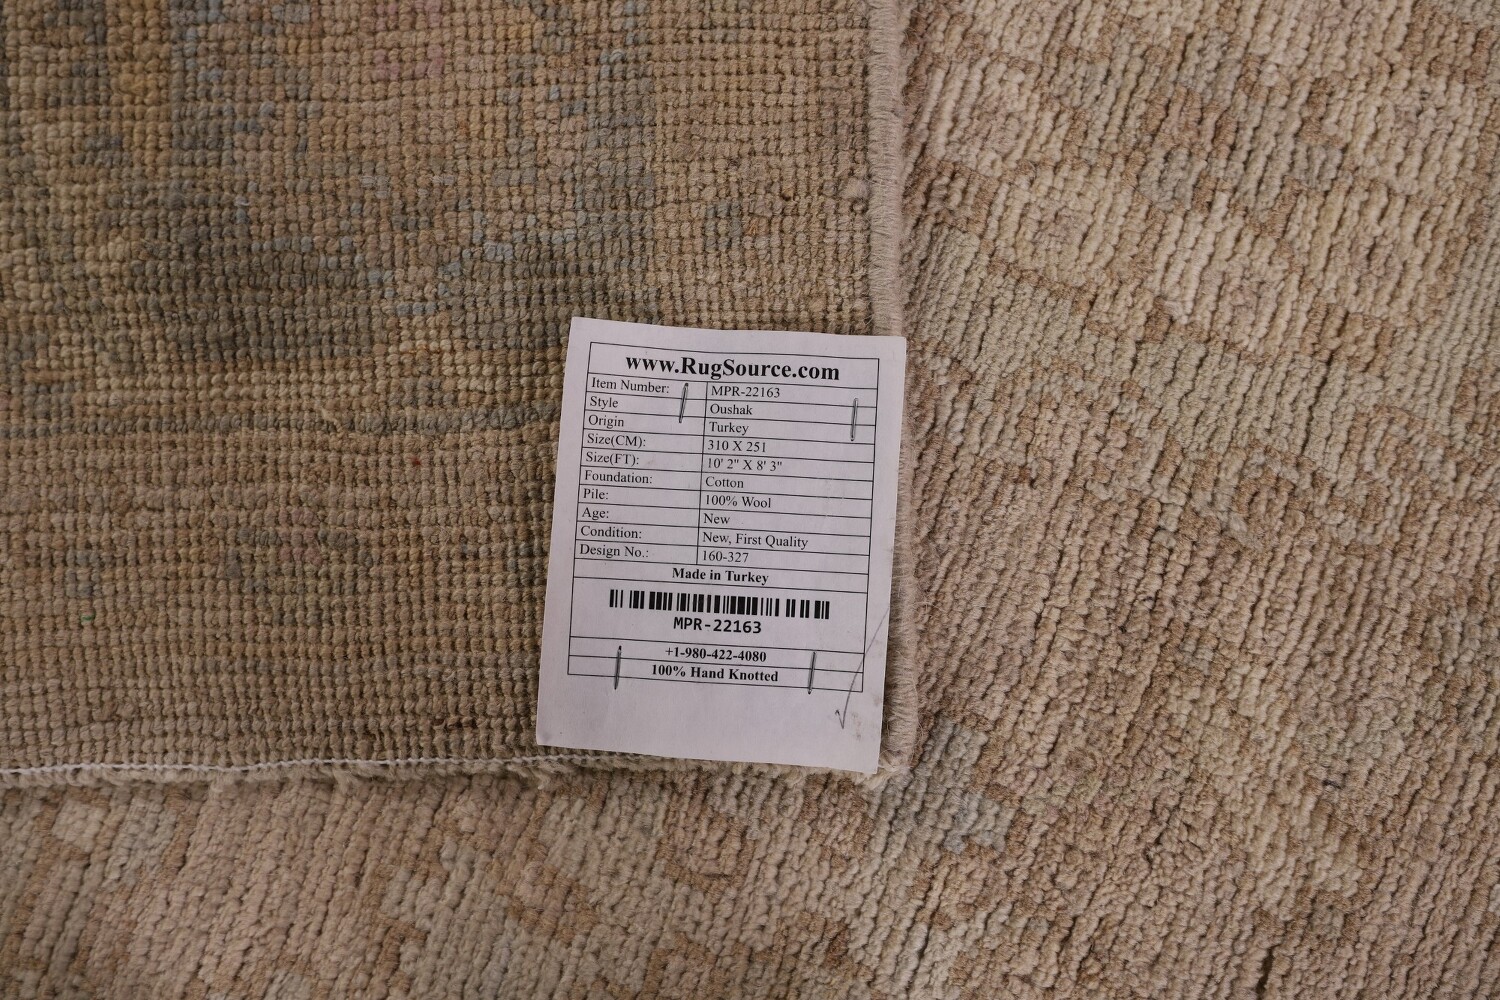 www.RugSource.com
Item Number: MPR-22163
Style Oushak
Origin Turkey
Size(CM): 310 X 251
Size(FT): 10' 2" X 8' 3"
Foundation: Cotton
Pile: 100% Wool
Age: New
Condition: New, First Quality
Design No.: 160-327
Made in Turkey
MPR-22163
+1-980-422-4080
100% Hand Knotted